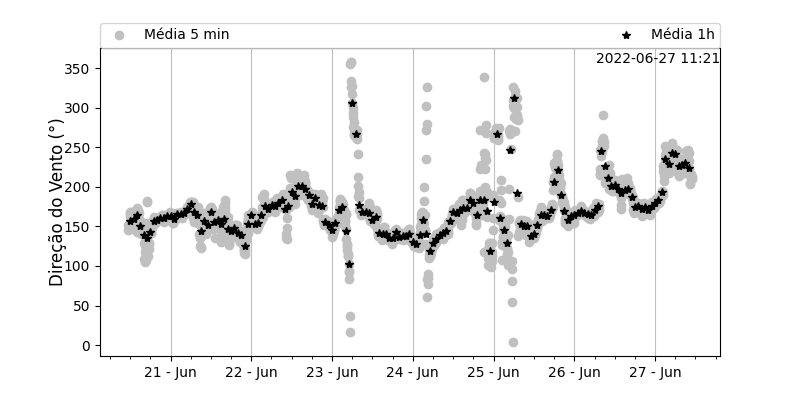 Média 5 min
Média 1h
2022-06-27 11:21
Direção do Vento (°)
350
300
250
200
150
100
50
0
21 - Jun
22 - Jun
23 - Jun
24 - Jun
25 - Jun
26 - Jun
27 - Jun